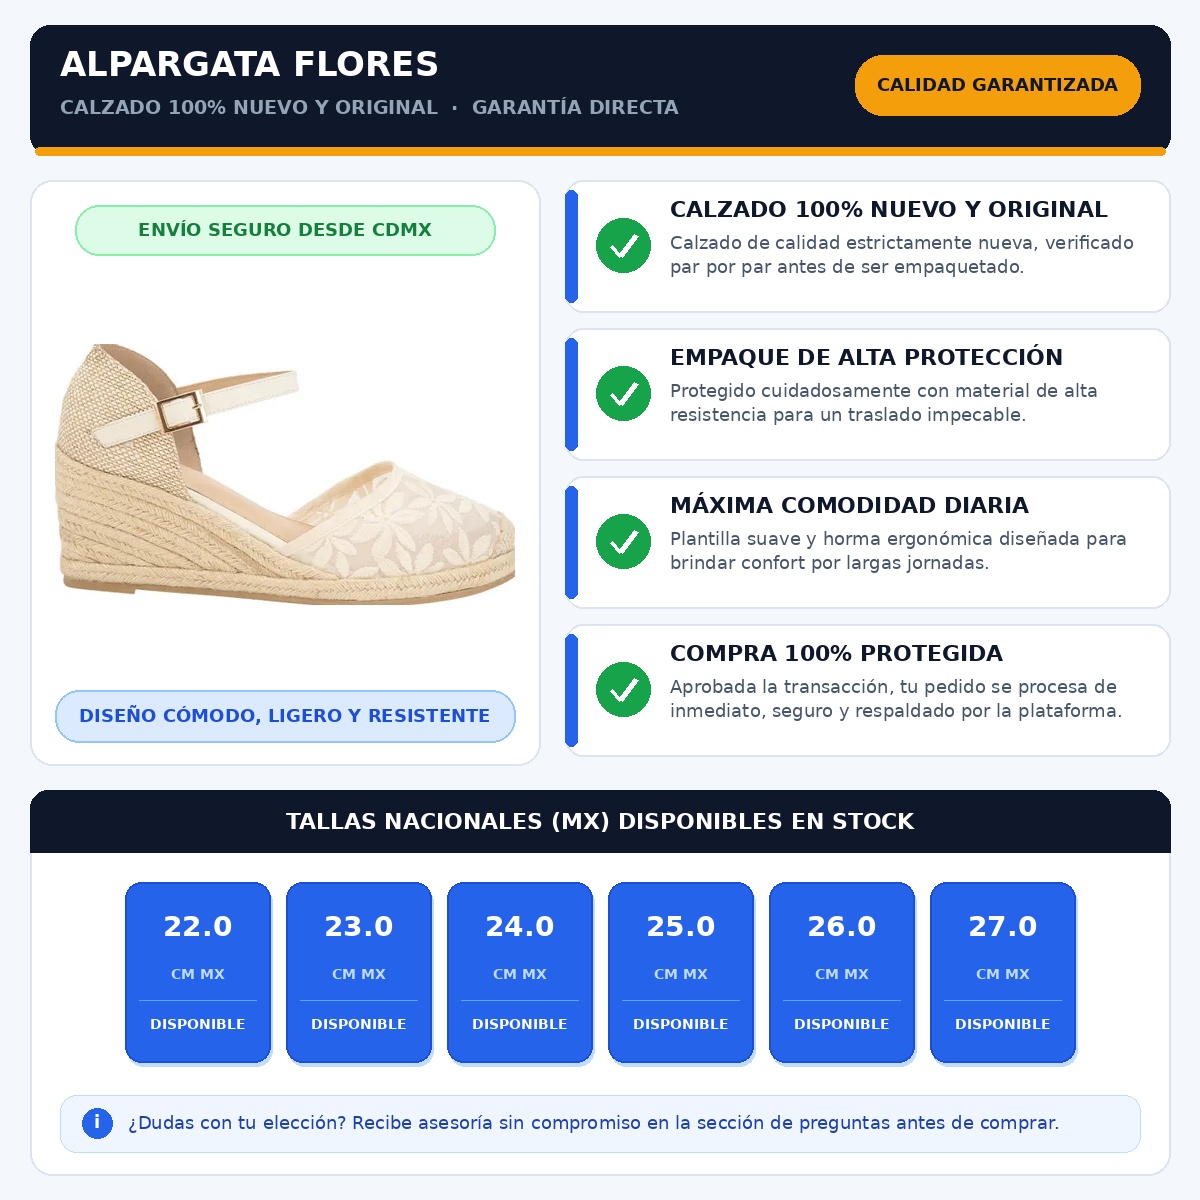 ALPARGATA FLORES
CALZADO 100% NUEVO Y ORIGINAL · GARANTÍA DIRECTA
CALIDAD GARANTIZADA
ENVÍO SEGURO DESDE CDMX
DISEÑO CÓMODO, LIGERO Y RESISTENTE
CALZADO 100% NUEVO Y ORIGINAL
Calzado de calidad estrictamente nueva, verificado
par por par antes de ser empaquetado.
EMPAQUE DE ALTA PROTECCIÓN
Protegido cuidadosamente con material de alta
resistencia para un traslado impecable.
MÁXIMA COMODIDAD DIARIA
Plantilla suave y horma ergonómica diseñada para
brindar confort por largas jornadas.
COMPRA 100% PROTEGIDA
Aprobada la transacción, tu pedido se procesa de
inmediato, seguro y respaldado por la plataforma.
TALLAS NACIONALES (MX) DISPONIBLES EN STOCK
22.0
CM MX
DISPONIBLE
23.0
CM MX
DISPONIBLE
24.0
CM MX
DISPONIBLE
25.0
CM MX
DISPONIBLE
26.0
CM MX
DISPONIBLE
27.0
CM MX
DISPONIBLE
i ¿Dudas con tu elección? Recibe asesoría sin compromiso en la sección de preguntas antes de comprar.